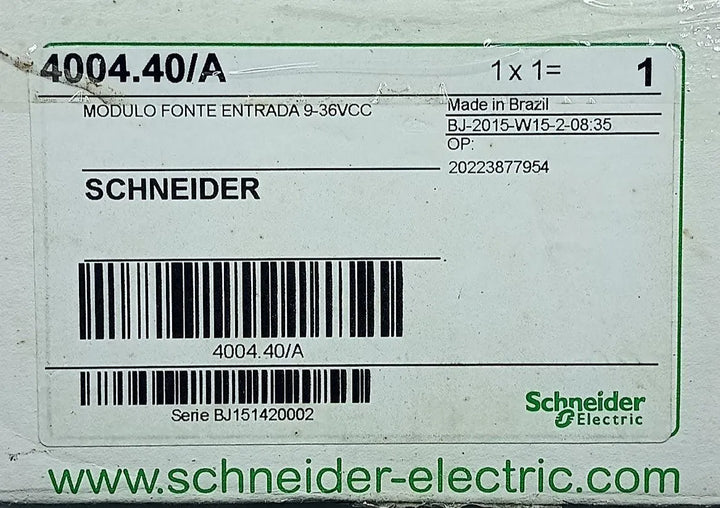 4004.40/A 1 x 1= 1
MODULO FONTE ENTRADA 9-36VCC
Made in Brazil
BJ-2015-W15-2-08:35
OP:
20223877954
SCHNEIDER
4004.40/A
Serie BJ151420002
Schneider
Electric
www.schneider-electric.com